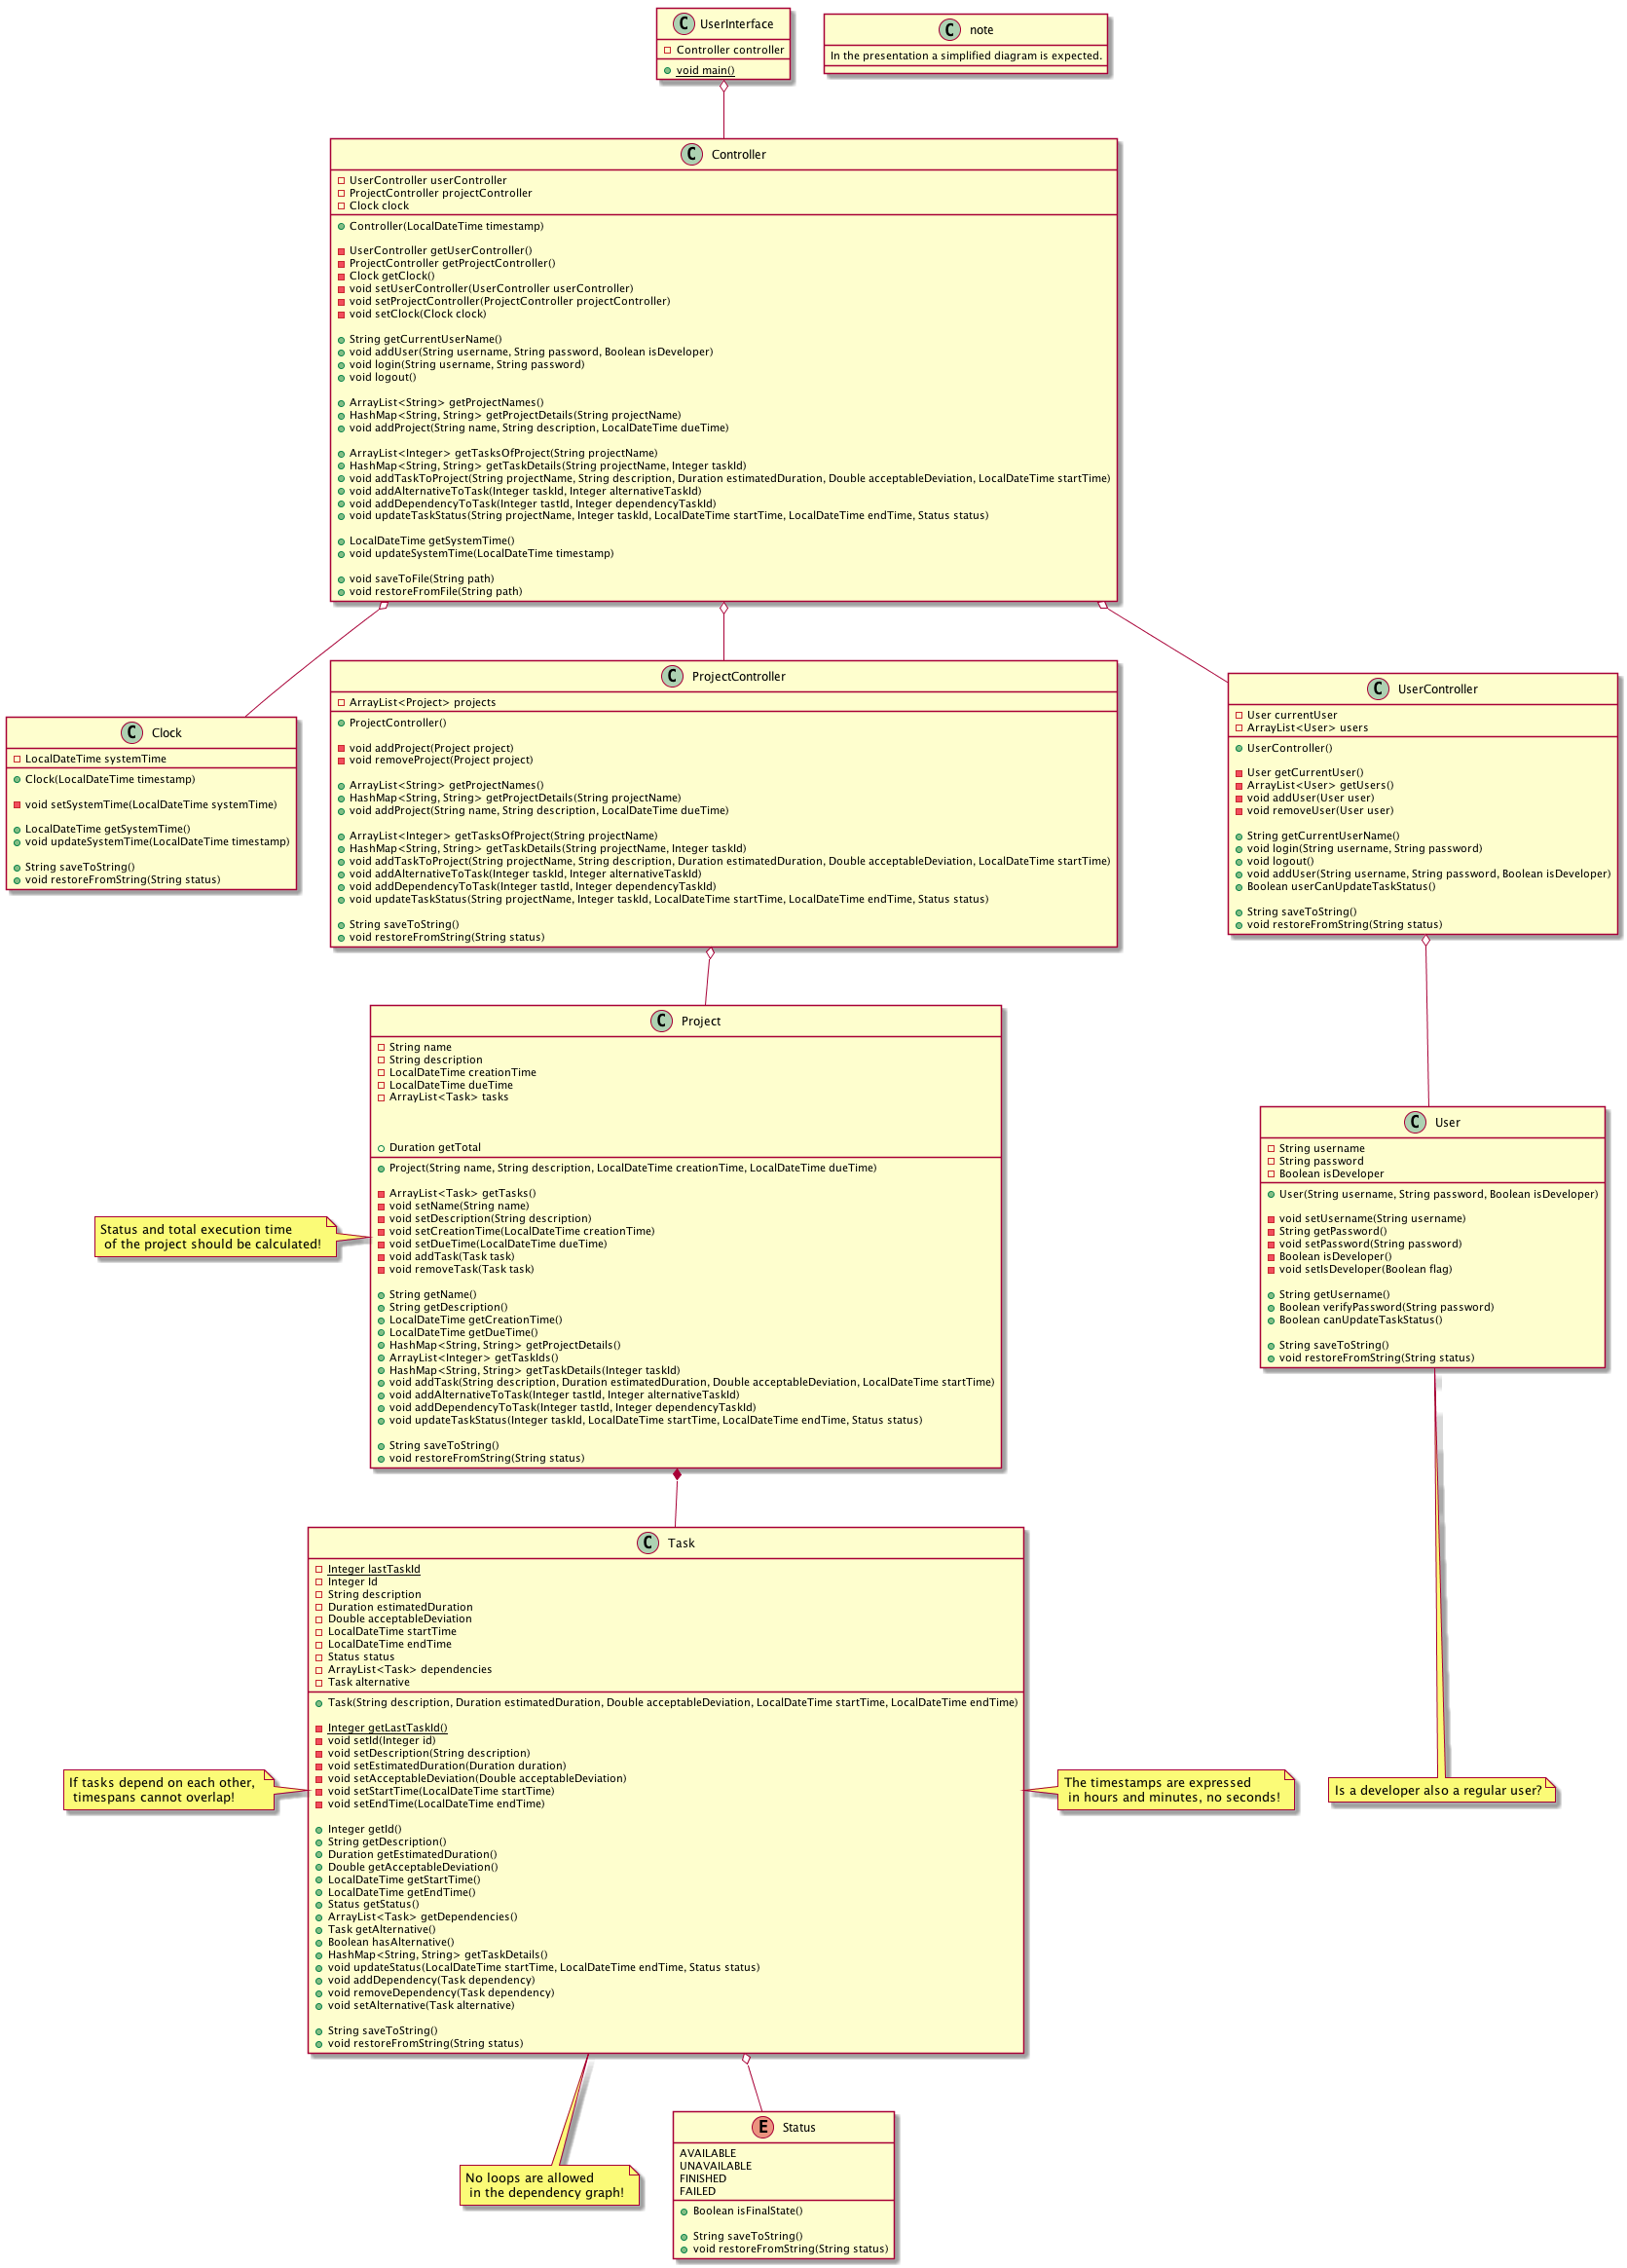 C UserInterface
Controller controller
void main()
C note
In the presentation a simplified diagram is expected.
C Controller
UserController userController
ProjectController projectController
Clock clock
Controller(LocalDateTime timestamp)
UserController getUserController()
ProjectController getProjectController()
Clock getClock()
void setUserController(UserController userController)
void setProjectController(ProjectController projectController)
void setClock(Clock clock)
String getCurrentUserName()
void addUser(String username, String password, Boolean isDeveloper)
void login(String username, String password)
void logout()
ArrayList<String> getProjectNames()
HashMap<String, String> getProjectDetails(String projectName)
void addProject(String name, String description, LocalDateTime dueTime)
ArrayList<Integer> getTasksOfProject(String projectName)
HashMap<String, String> getTaskDetails(String projectName, Integer taskId)
void addTaskToProject(String projectName, String description, Duration estimatedDuration, Double acceptableDeviation, LocalDateTime startTime)
void addAlternativeToTask(Integer taskId, Integer alternativeTaskId)
void addDependencyToTask(Integer tastId, Integer dependencyTaskId)
void updateTaskStatus(String projectName, Integer taskId, LocalDateTime startTime, LocalDateTime endTime, Status status)
LocalDateTime getSystemTime()
void updateSystemTime(LocalDateTime timestamp)
void saveToFile(String path)
void restoreFromFile(String path)
C Clock
LocalDateTime systemTime
Clock(LocalDateTime timestamp)
void setSystemTime(LocalDateTime systemTime)
LocalDateTime getSystemTime()
void updateSystemTime(LocalDateTime timestamp)
String saveToString()
void restoreFromString(String status)
C ProjectController
ArrayList<Project> projects
ProjectController()
void addProject(Project project)
void removeProject(Project project)
ArrayList<String> getProjectNames()
HashMap<String, String> getProjectDetails(String projectName)
void addProject(String name, String description, LocalDateTime dueTime)
ArrayList<Integer> getTasksOfProject(String projectName)
HashMap<String, String> getTaskDetails(String projectName, Integer taskId)
void addTaskToProject(String projectName, String description, Duration estimatedDuration, Double acceptableDeviation, LocalDateTime startTime)
void addAlternativeToTask(Integer taskId, Integer alternativeTaskId)
void addDependencyToTask(Integer tastId, Integer dependencyTaskId)
void updateTaskStatus(String projectName, Integer taskId, LocalDateTime startTime, LocalDateTime endTime, Status status)
String saveToString()
void restoreFromString(String status)
C UserController
User currentUser
ArrayList<User> users
UserController()
User getCurrentUser()
ArrayList<User> getUsers()
void addUser(User user)
void removeUser(User user)
String getCurrentUserName()
void login(String username, String password)
void logout()
void addUser(String username, String password, Boolean isDeveloper)
Boolean userCanUpdateTaskStatus()
String saveToString()
void restoreFromString(String status)
C Project
String name
String description
LocalDateTime creationTime
LocalDateTime dueTime
ArrayList<Task> tasks
Duration getTotal
Project(String name, String description, LocalDateTime creationTime, LocalDateTime dueTime)
ArrayList<Task> getTasks()
void setName(String name)
void setDescription(String description)
void setCreationTime(LocalDateTime creationTime)
void setDueTime(LocalDateTime dueTime)
void addTask(Task task)
void removeTask(Task task)
String getName()
String getDescription()
LocalDateTime getCreationTime()
LocalDateTime getDueTime()
HashMap<String, String> getProjectDetails()
ArrayList<Integer> getTaskIds()
HashMap<String, String> getTaskDetails(Integer taskId)
void addTask(String description, Duration estimatedDuration, Double acceptableDeviation, LocalDateTime startTime)
void addAlternativeToTask(Integer tastId, Integer alternativeTaskId)
void addDependencyToTask(Integer tastId, Integer dependencyTaskId)
void updateTaskStatus(Integer taskId, LocalDateTime startTime, LocalDateTime endTime, Status status)
String saveToString()
void restoreFromString(String status)
Status and total execution time
of the project should be calculated!
C User
String username
String password
Boolean isDeveloper
User(String username, String password, Boolean isDeveloper)
void setUsername(String username)
String getPassword()
void setPassword(String password)
Boolean isDeveloper()
void setIsDeveloper(Boolean flag)
String getUsername()
Boolean verifyPassword(String password)
Boolean canUpdateTaskStatus()
String saveToString()
void restoreFromString(String status)
C Task
Integer lastTaskId
Integer Id
String description
Duration estimatedDuration
Double acceptableDeviation
LocalDateTime startTime
LocalDateTime endTime
Status status
ArrayList<Task> dependencies
Task alternative
Task(String description, Duration estimatedDuration, Double acceptableDeviation, LocalDateTime startTime, LocalDateTime endTime)
Integer getLastTaskId()
void setId(Integer id)
void setDescription(String description)
void setEstimatedDuration(Duration duration)
void setAcceptableDeviation(Double acceptableDeviation)
void setStartTime(LocalDateTime startTime)
void setEndTime(LocalDateTime endTime)
Integer getId()
String getDescription()
Duration getEstimatedDuration()
Double getAcceptableDeviation()
LocalDateTime getStartTime()
LocalDateTime getEndTime()
Status getStatus()
ArrayList<Task> getDependencies()
Task getAlternative()
Boolean hasAlternative()
HashMap<String, String> getTaskDetails()
void updateStatus(LocalDateTime startTime, LocalDateTime endTime, Status status)
void addDependency(Task dependency)
void removeDependency(Task dependency)
void setAlternative(Task alternative)
String saveToString()
void restoreFromString(String status)
If tasks depend on each other,
timespans cannot overlap!
The timestamps are expressed
in hours and minutes, no seconds!
Is a developer also a regular user?
No loops are allowed
in the dependency graph!
E Status
AVAILABLE
UNAVAILABLE
FINISHED
FAILED
Boolean isFinalState()
String saveToString()
void restoreFromString(String status)